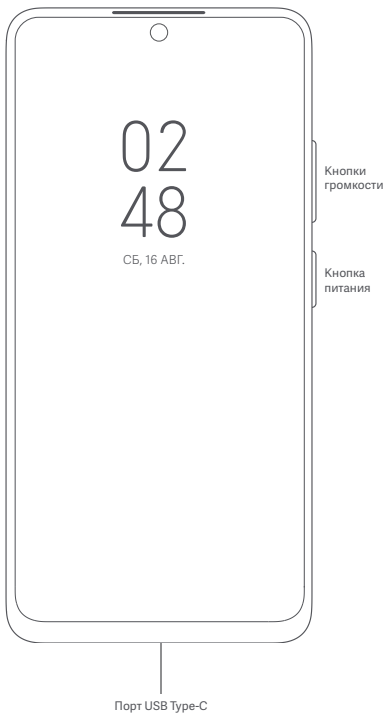 02
48
СБ, 16 АВГ.
Кнопки
громкости
Кнопка
питания
Порт USB Type-C